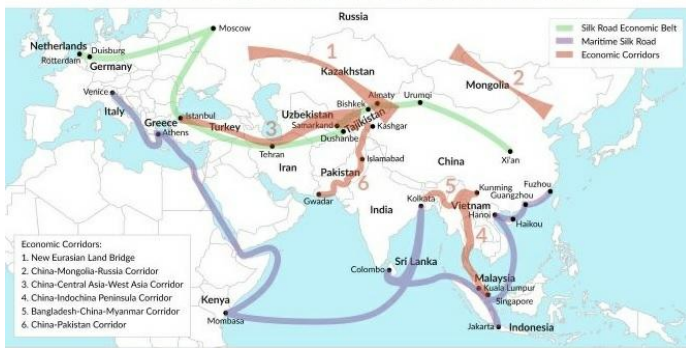 Russia
Silk Road Economic Belt
Maritime Silk Road
Economic Corridors
Moscow
Netherlands
Duisburg
Rotterdam
Germany
1
Kazakhstan
2
Mongolia
Venice
Italy
Almaty
Urumqi
Bishkek
Uzbekistan
Istanbul
Greece
Turkey
Athens
3
Samarkand
Tajikistan
Kashgar
Dushanbe
Tehran
Xi'an
Iran
Islamabad
China
Pakistan
6
Gwadar
India
Kolkata
5
Kunming
Fuzhou
Guangzhou
Vietnam
Hanoi
Haikou
4
Economic Corridors:
1. New Eurasian Land Bridge
2. China-Mongolia-Russia Corridor
3. China-Central Asia-West Asia Corridor
4. China-Indochina Peninsula Corridor
5. Bangladesh-China-Myanmar Corridor
6. China-Pakistan Corridor
Sri Lanka
Colombo
Malaysia
Kuala Lumpur
Singapore
Kenya
Mombasa
Jakarta
Indonesia